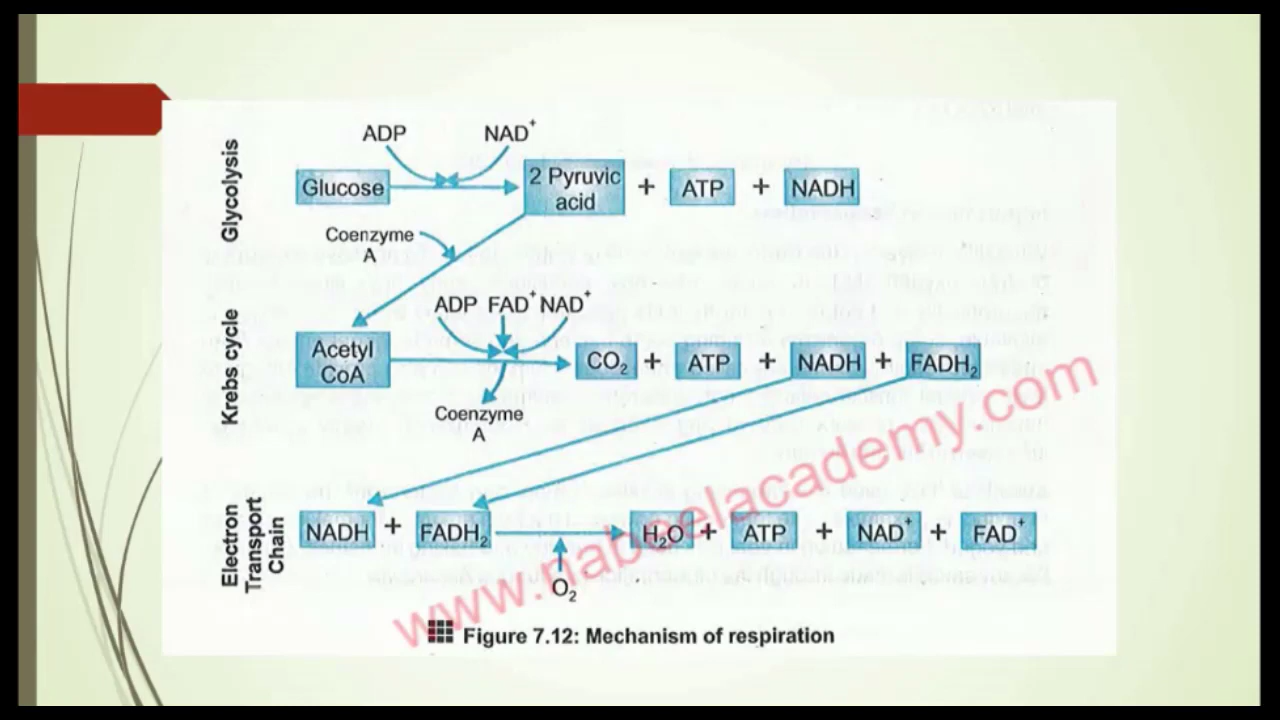 Glycolysis
ADP NAD⁺
Glucose
2 Pyruvic
acid
+ ATP + NADH
Coenzyme
A
Krebs cycle
ADP FAD⁺ NAD⁺
Acetyl
CoA
CO₂ + ATP + NADH + FADH₂
Coenzyme
A
Electron
Transport
Chain
NADH + FADH₂ H₂O + ATP + NAD⁺ + FAD⁺
O₂
www.nabeelacademy.com
Figure 7.12: Mechanism of respiration